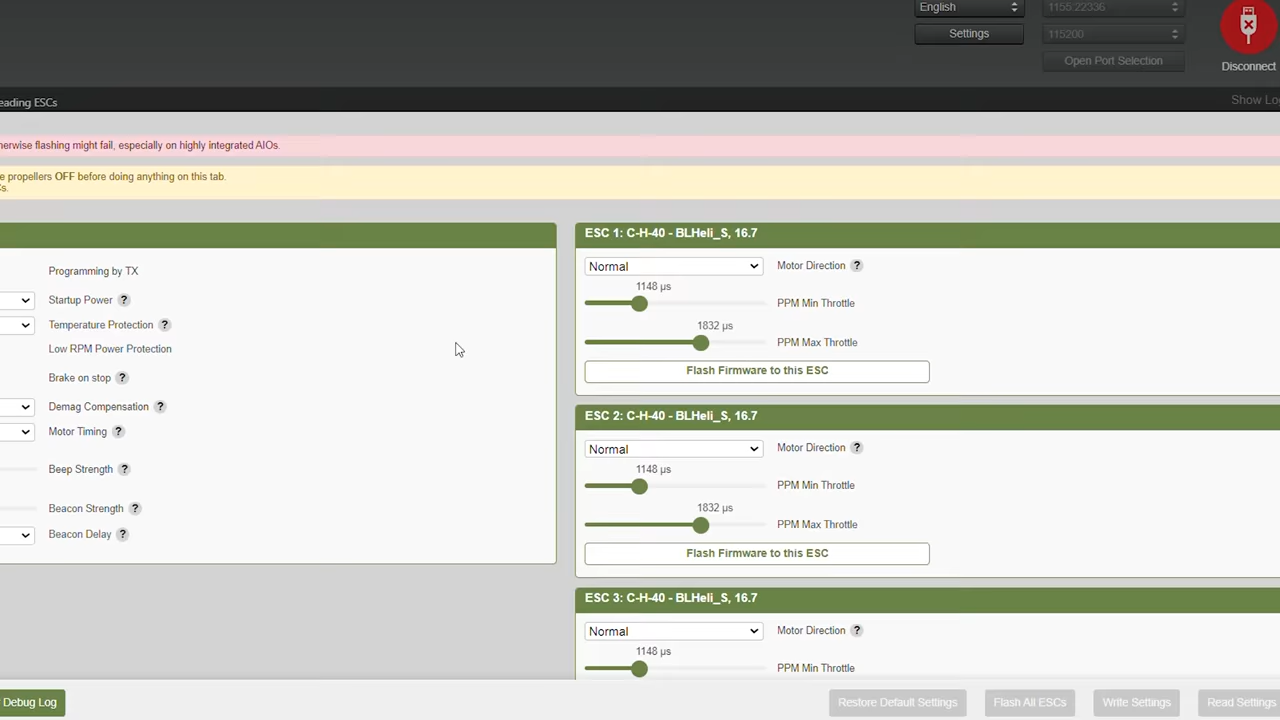 English
1155:22336
Settings
115200
Open Port Selection
Disconnect
eading ESCs
Show Lo
herwise flashing might fail, especially on highly integrated AIOs.
e propellers OFF before doing anything on this tab.
Cs.
Programming by TX
Startup Power ?
Temperature Protection ?
Low RPM Power Protection
Brake on stop ?
Demag Compensation ?
Motor Timing ?
Beep Strength ?
Beacon Strength ?
Beacon Delay ?
ESC 1: C-H-40 - BLHeli_S, 16.7
Normal
Motor Direction ?
1148 µs
PPM Min Throttle
1832 µs
PPM Max Throttle
Flash Firmware to this ESC
ESC 2: C-H-40 - BLHeli_S, 16.7
Normal
Motor Direction ?
1148 µs
PPM Min Throttle
1832 µs
PPM Max Throttle
Flash Firmware to this ESC
ESC 3: C-H-40 - BLHeli_S, 16.7
Normal
Motor Direction ?
1148 µs
PPM Min Throttle
Debug Log
Restore Default Settings
Flash All ESCs
Write Settings
Read Settings